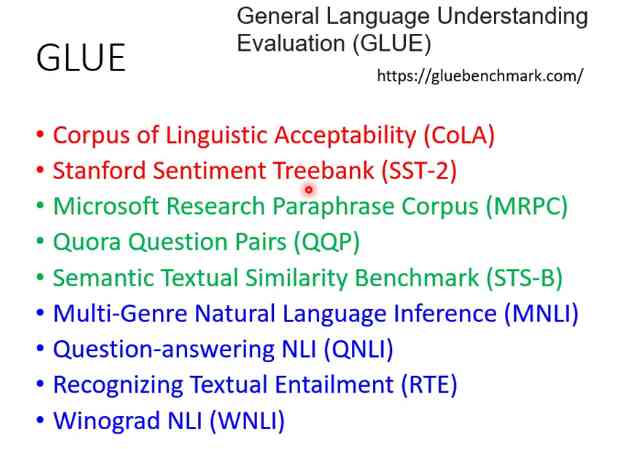 General Language Understanding
Evaluation (GLUE)
GLUE
https://gluebenchmark.com/
• Corpus of Linguistic Acceptability (CoLA)
• Stanford Sentiment Treebank (SST-2)
• Microsoft Research Paraphrase Corpus (MRPC)
• Quora Question Pairs (QQP)
• Semantic Textual Similarity Benchmark (STS-B)
• Multi-Genre Natural Language Inference (MNLI)
• Question-answering NLI (QNLI)
• Recognizing Textual Entailment (RTE)
• Winograd NLI (WNLI)